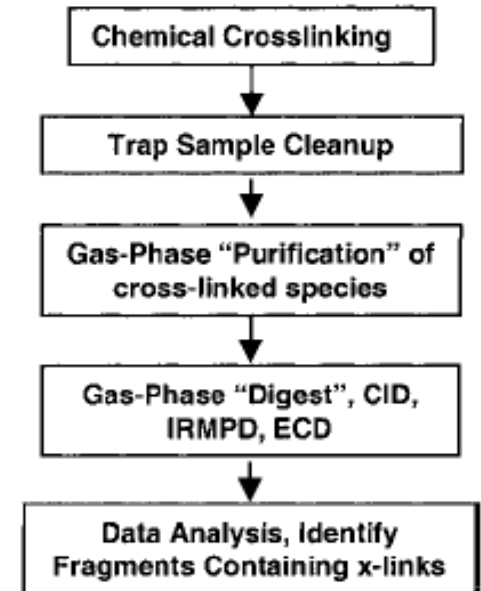 Chemical Crosslinking
Trap Sample Cleanup
Gas-Phase “Purification” of
cross-linked species
Gas-Phase “Digest”, CID,
IRMPD, ECD
Data Analysis, Identify
Fragments Containing x-links